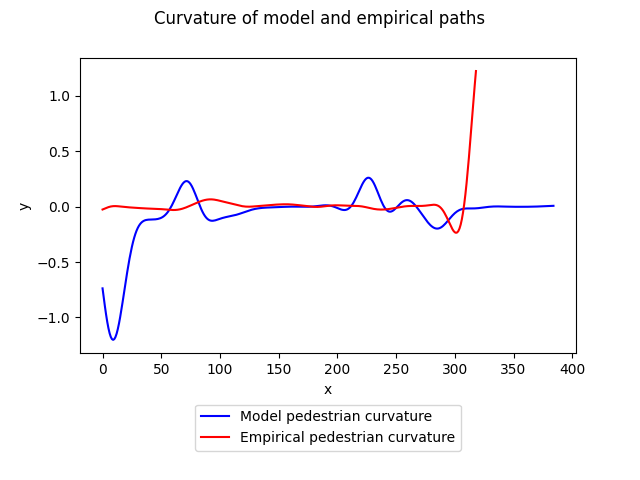 Curvature of model and empirical paths
1.0
0.5
0.0
−0.5
−1.0
y
0 50 100 150 200 250 300 350 400
x
Model pedestrian curvature
Empirical pedestrian curvature